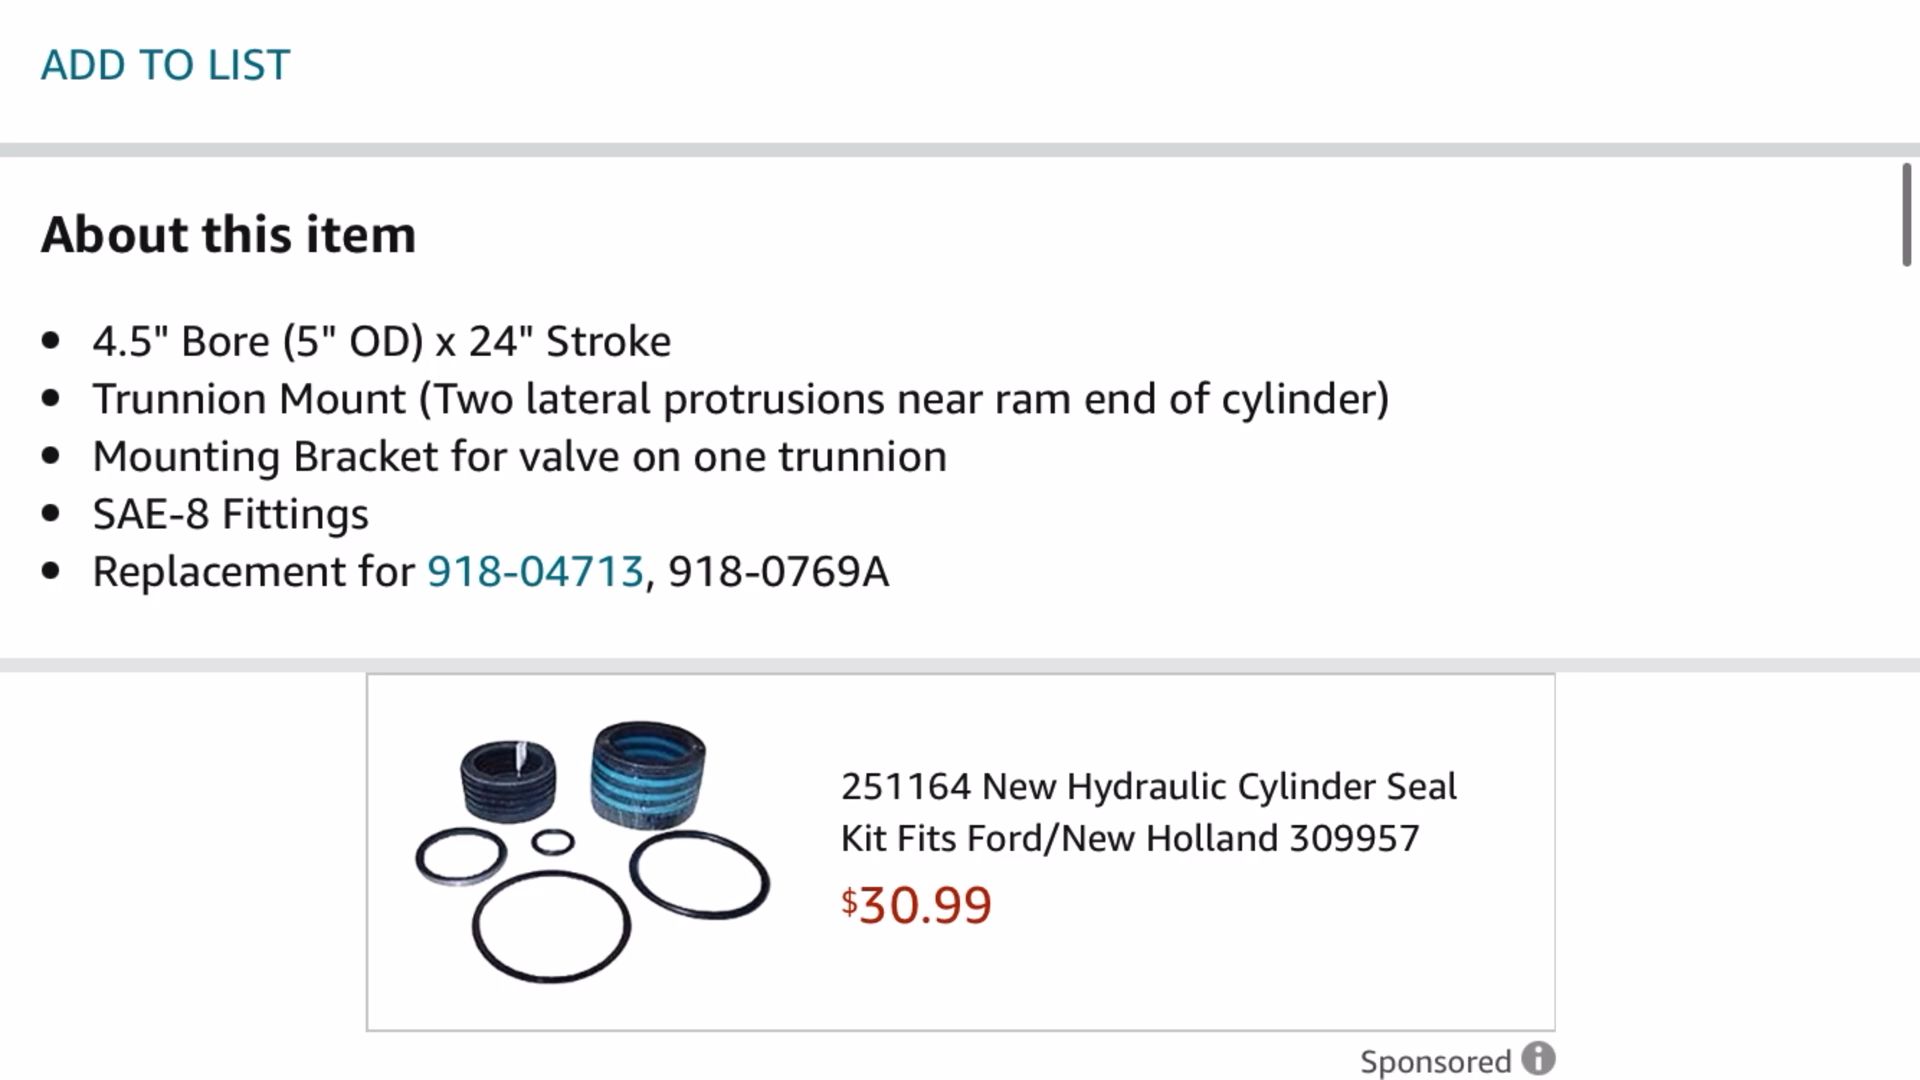 ADD TO LIST
About this item
• 4.5" Bore (5" OD) x 24" Stroke
• Trunnion Mount (Two lateral protrusions near ram end of cylinder)
• Mounting Bracket for valve on one trunnion
• SAE-8 Fittings
• Replacement for 918-04713, 918-0769A
251164 New Hydraulic Cylinder Seal
Kit Fits Ford/New Holland 309957
$30.99
Sponsored